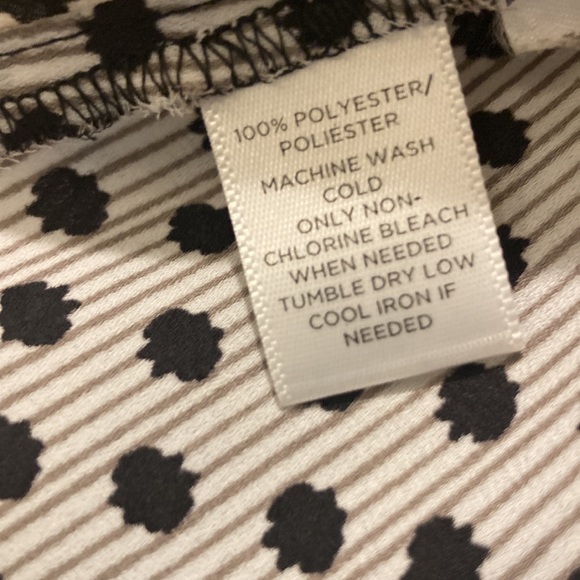 100% POLYESTER/
POLIESTER
MACHINE WASH
COLD
ONLY NON-
CHLORINE BLEACH
WHEN NEEDED
TUMBLE DRY LOW
COOL IRON IF
NEEDED